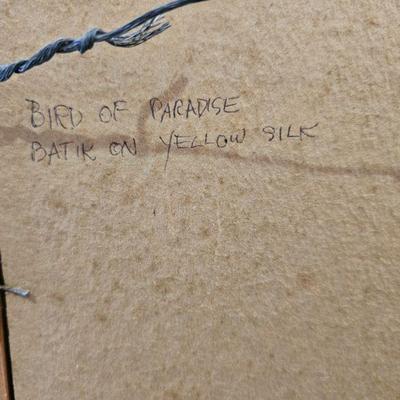 BIRD OF PARADISE
BATIK ON YELLOW SILK